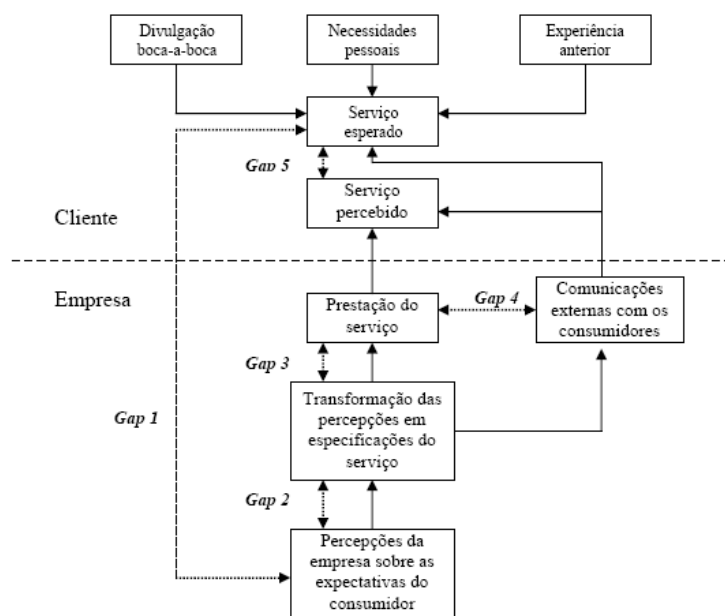 Divulgação
boca-a-boca
Necessidades
pessoais
Experiência
anterior
Serviço
esperado
Gap 5
Serviço
percebido
Cliente
Empresa
Prestação do
serviço
Gap 4
Comunicações
externas com os
consumidores
Gap 3
Transformação das
percepções em
especificações do
serviço
Gap 1
Gap 2
Percepções da
empresa sobre as
expectativas do
consumidor